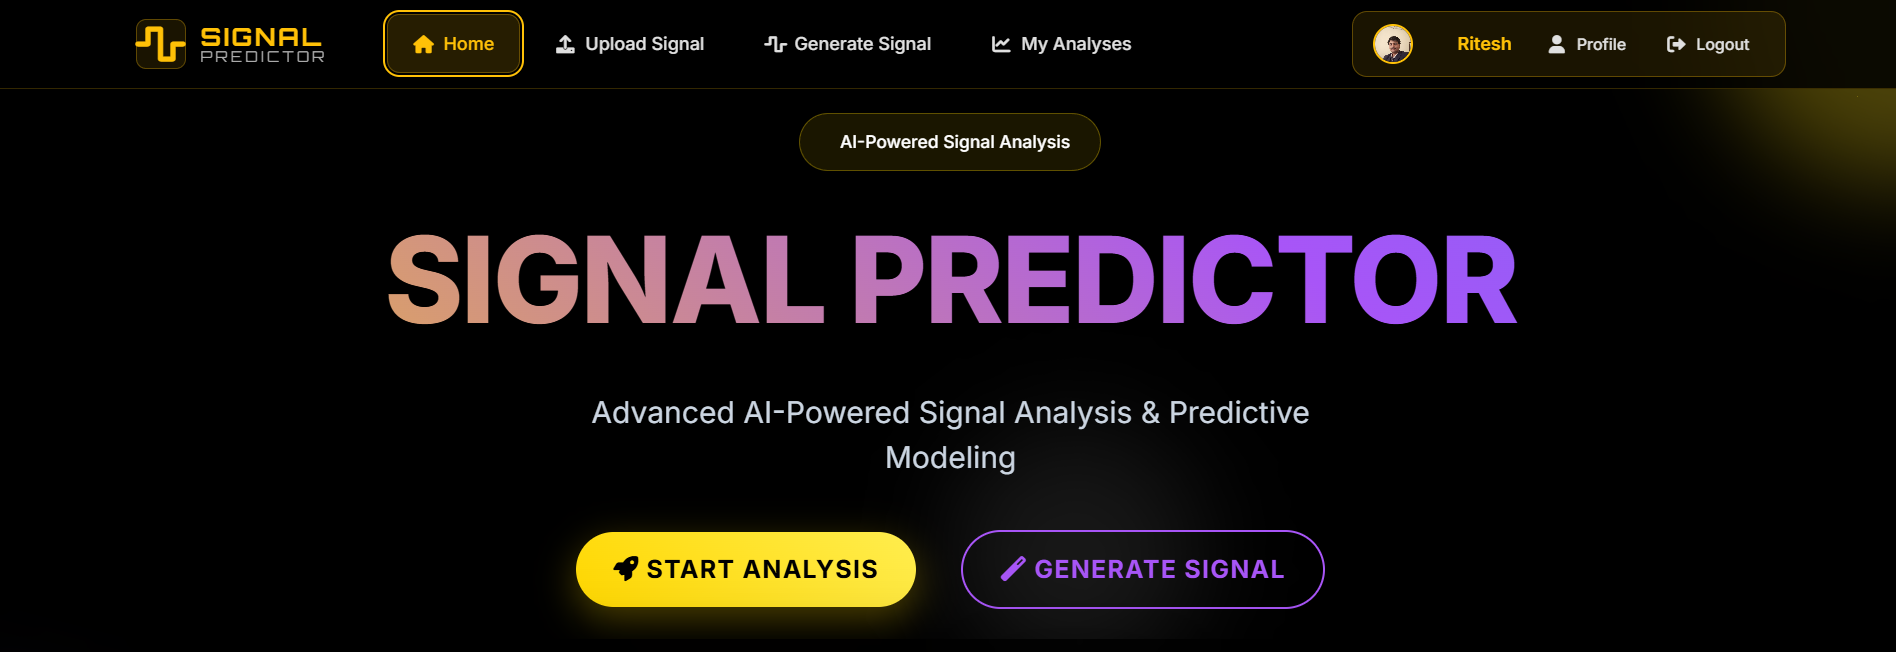 SIGNAL
PREDICTOR
Home
Upload Signal
Generate Signal
My Analyses
Ritesh
Profile
Logout
AI-Powered Signal Analysis
SIGNAL PREDICTOR
Advanced AI-Powered Signal Analysis & Predictive
Modeling
START ANALYSIS
GENERATE SIGNAL